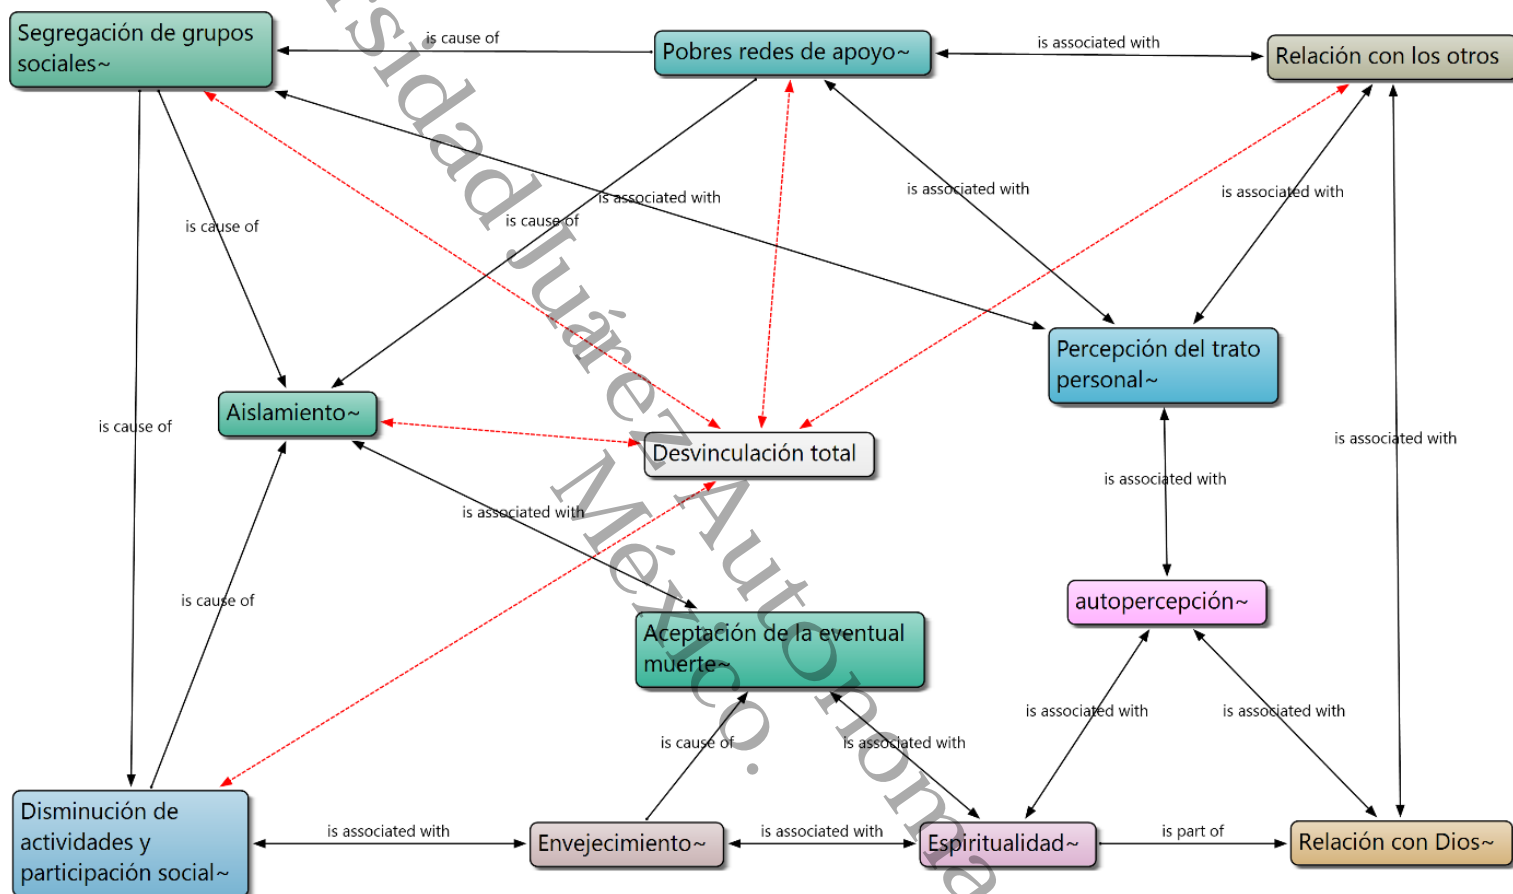 Segregación de grupos
sociales~
is cause of
Pobres redes de apoyo~
is associated with
Relación con los otros
is cause of
is cause of
is associated with
is associated with
is associated with
Percepción del trato
personal~
Aislamiento~
is cause of
Desvinculación total
is associated with
is associated with
is associated with
is cause of
autopercepción~
Aceptación de la eventual
muerte~
is associated with
is associated with
is cause of
is associated with
Disminución de
actividades y
participación social~
is associated with
Envejecimiento~
is associated with
Espiritualidad~
is part of
Relación con Dios~
Juárez Autónoma
México.